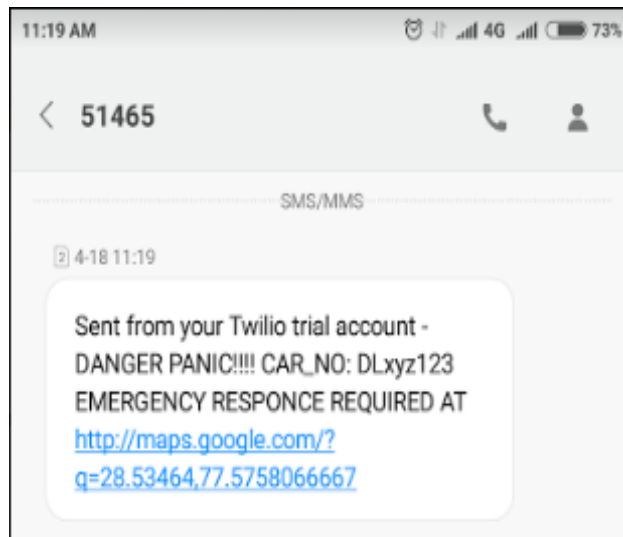 11:19 AM 4G 73%
51465
SMS/MMS
2 4-18 11:19
Sent from your Twilio trial account -
DANGER PANIC!!!! CAR_NO: DLxyz123
EMERGENCY RESPONCE REQUIRED AT
http://maps.google.com/?
q=28.53464,77.5758066667